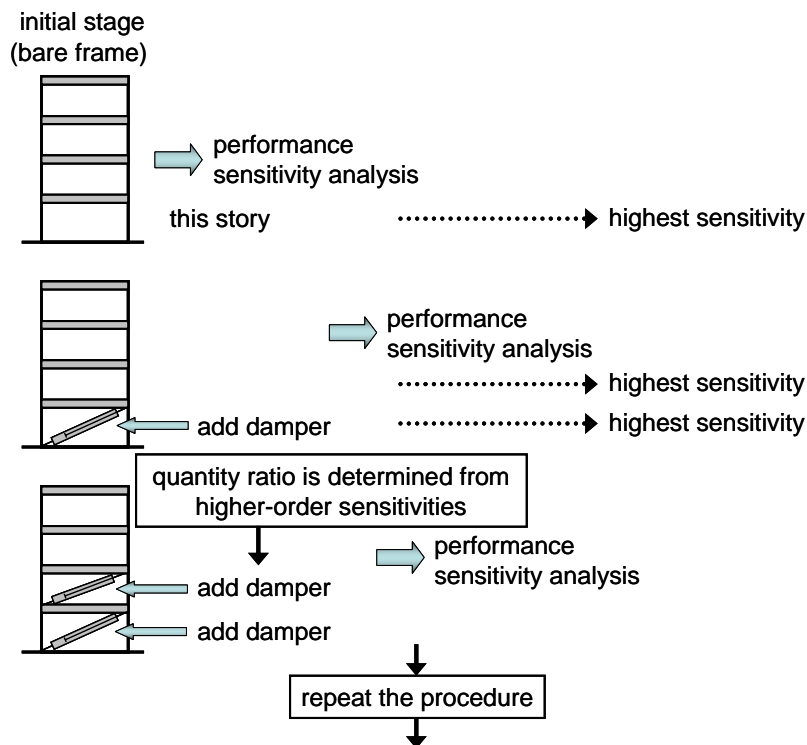 initial stage
(bare frame)
performance
sensitivity analysis
this story
highest sensitivity
performance
sensitivity analysis
highest sensitivity
add damper
highest sensitivity
quantity ratio is determined from
higher-order sensitivities
performance
sensitivity analysis
add damper
add damper
repeat the procedure